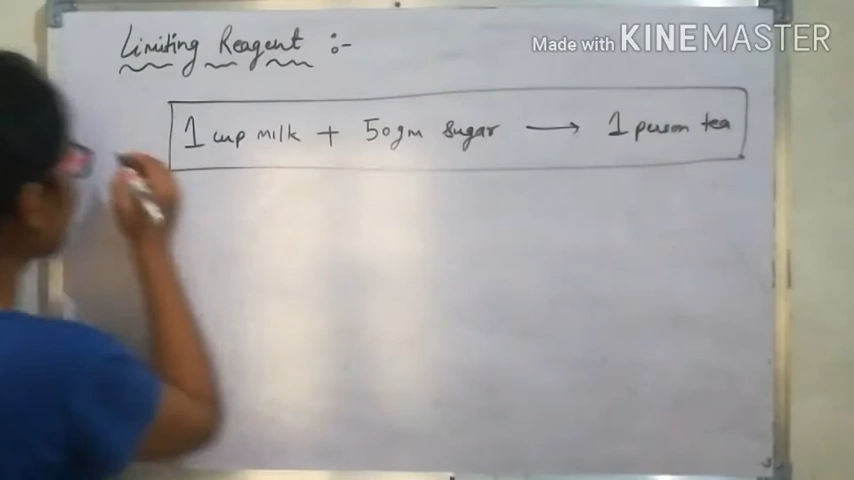 Limiting Reagent :-
Made with KINEMASTER
1 cup milk + 50gm sugar ⟶ 1 person tea